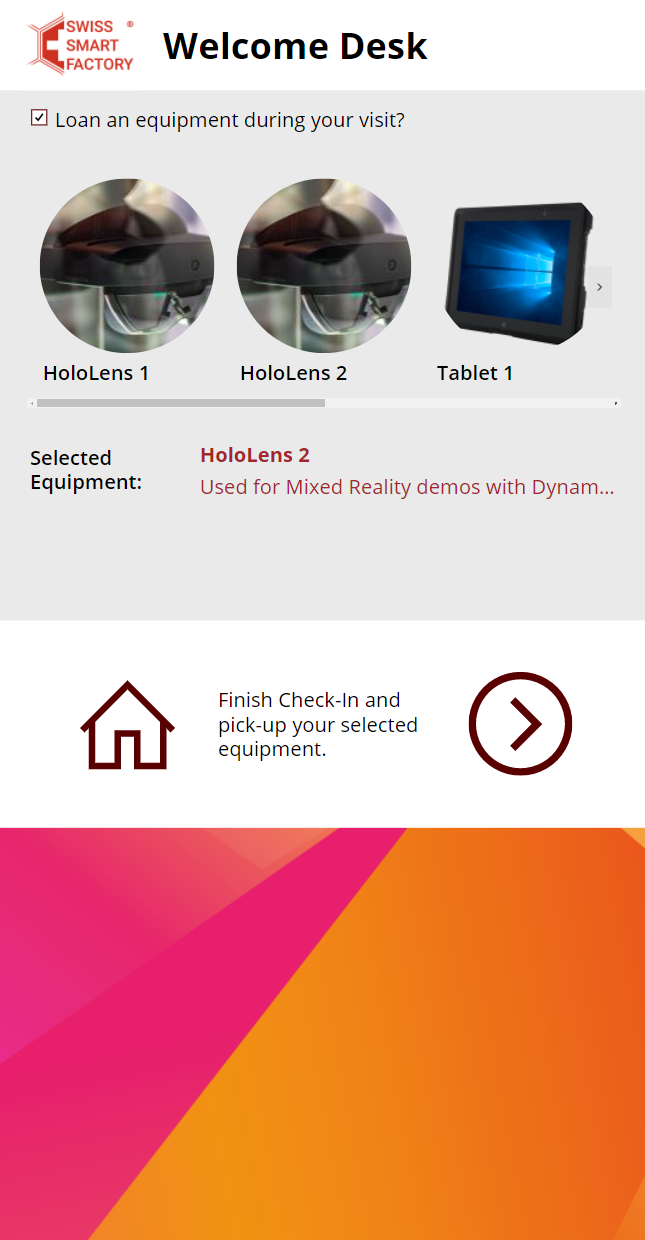 SWISS ®
SMART
FACTORY
Welcome Desk
Loan an equipment during your visit?
HoloLens 1
HoloLens 2
Tablet 1
Selected
Equipment:
HoloLens 2
Used for Mixed Reality demos with Dynam...
Finish Check-In and
pick-up your selected
equipment.